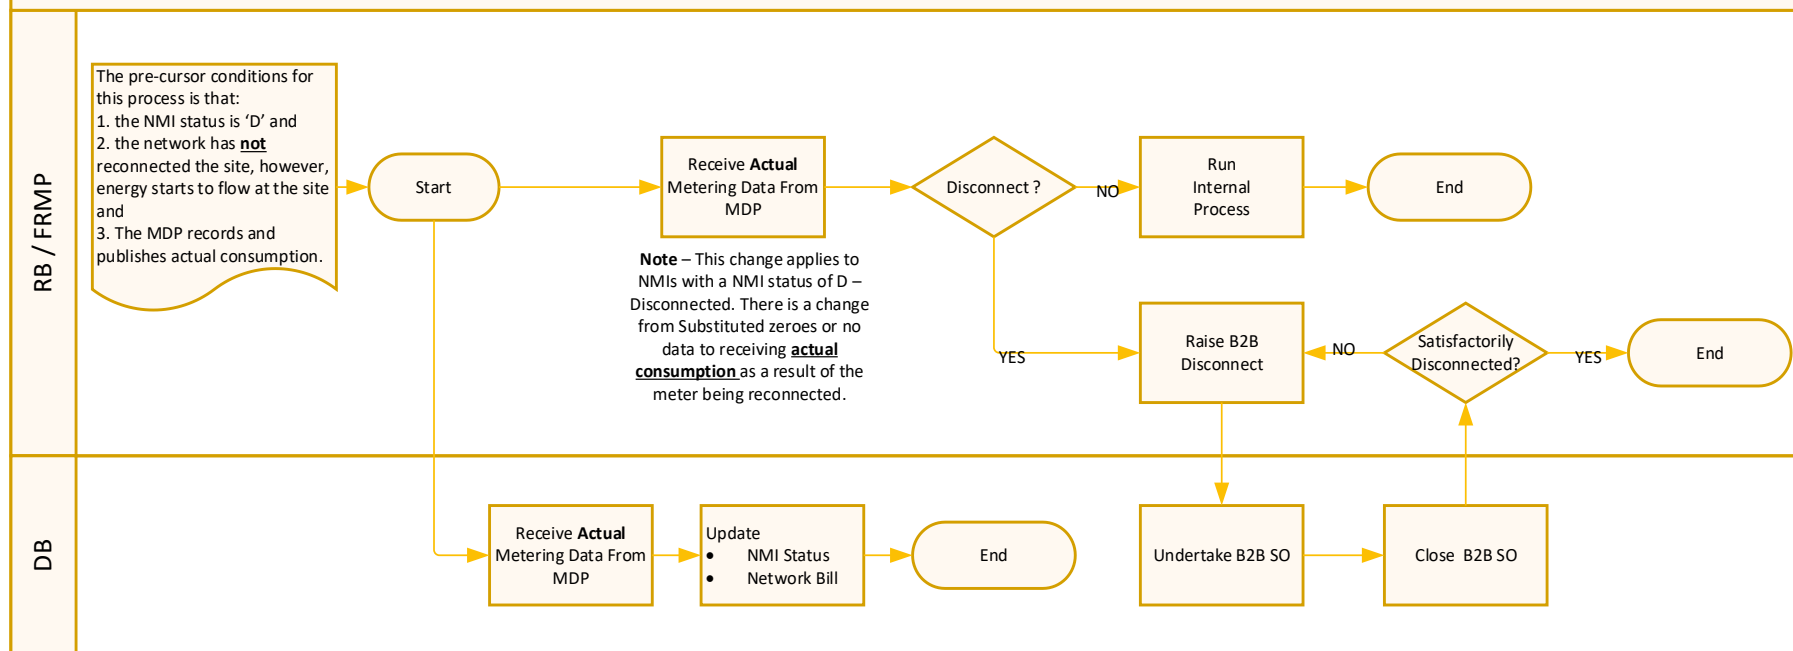 RB / FRMP
The pre-cursor conditions for
this process is that:
1. the NMI status is ‘D’ and
2. the network has not
reconnected the site, however,
energy starts to flow at the site
and
3. The MDP records and
publishes actual consumption.
Start
Receive Actual
Metering Data From
MDP
Note – This change applies to
NMIs with a NMI status of D –
Disconnected. There is a change
from Substituted zeroes or no
data to receiving actual
consumption as a result of the
meter being reconnected.
Disconnect ?
NO
Run
Internal
Process
End
YES
Raise B2B
Disconnect
NO
Satisfactorily
Disconnected?
YES
End
DB
Receive Actual
Metering Data From
MDP
Update
• NMI Status
• Network Bill
End
Undertake B2B SO
Close B2B SO